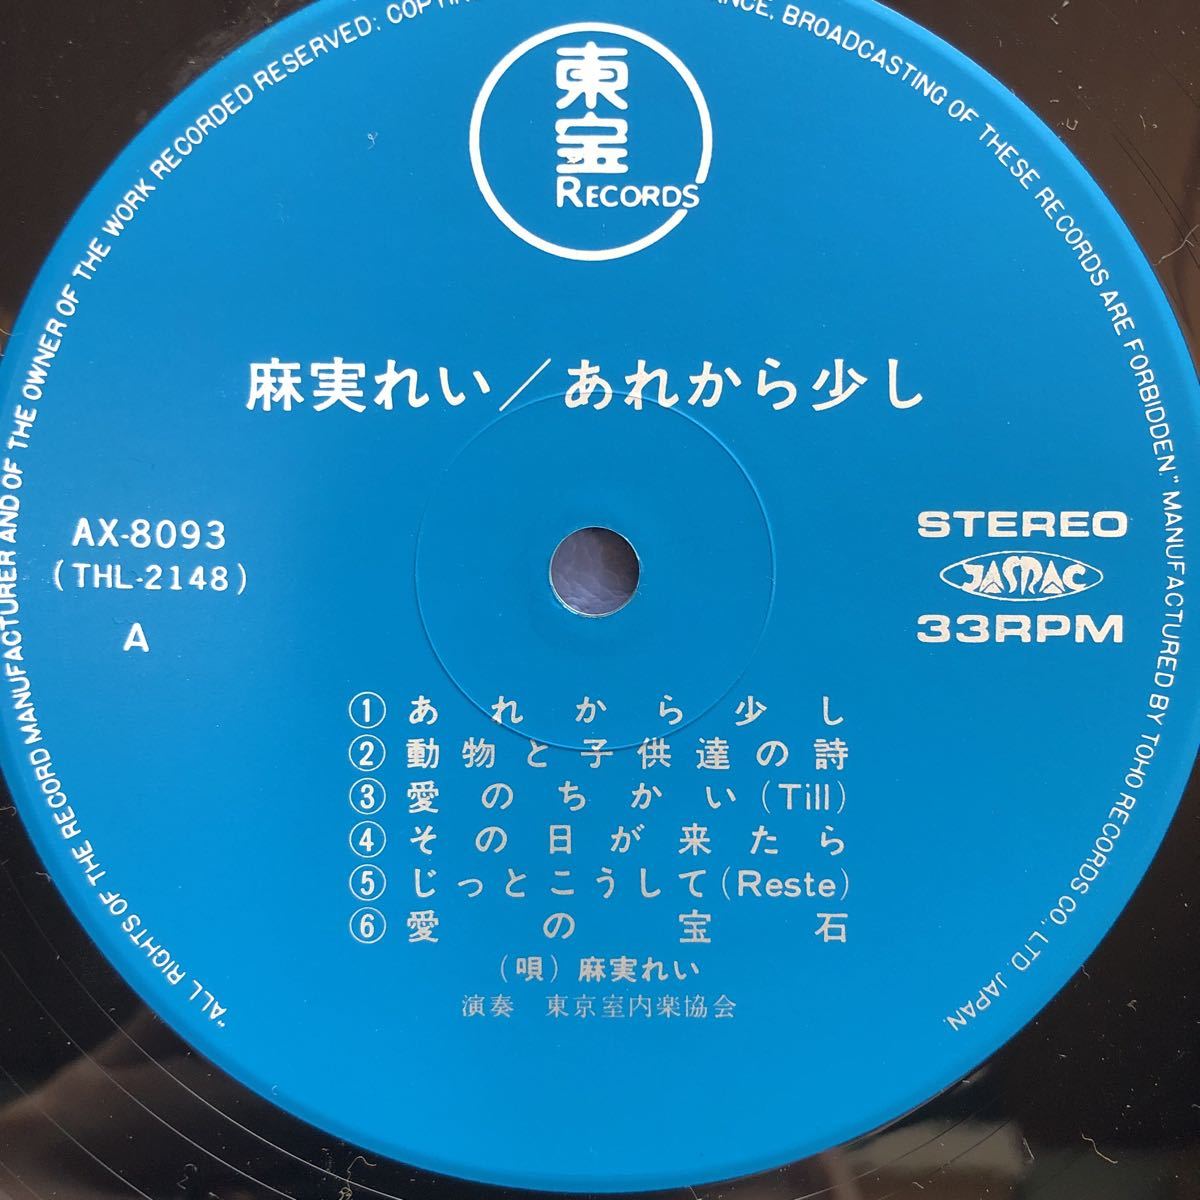 東宝
RECORDS
麻実れい／あれから少し
AX-8093
(THL-2148)
A
STEREO
JASRAC
33RPM
① あれから少し
② 動物と子供達の詩
③ 愛のちかい(Till)
④ その日が来たら
⑤ じっとこうして(Reste)
⑥ 愛の宝石
(唄) 麻実れい
演奏 東京室内楽協会
"ALL RIGHTS OF THE RECORD MANUFACTURER AND OF THE OWNER OF THE WORK RECORDED RESERVED; BROADCASTING OF THESE RECORDS ARE FORBIDDEN." MANUFACTURED BY TOHO RECORDS CO., LTD. JAPAN.